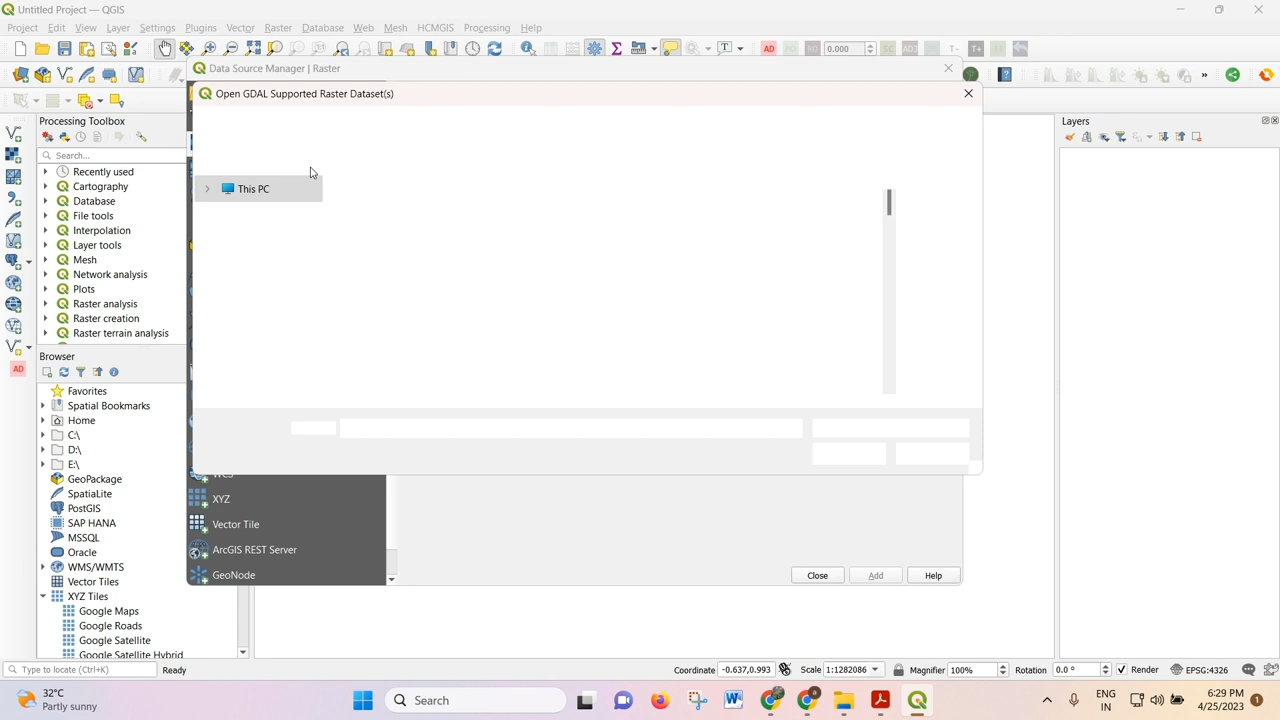 Untitled Project — QGIS
Project Edit View Layer Settings Plugins Vector Raster Database Web Mesh HCMGIS Processing Help
0.000
Data Source Manager | Raster
Open GDAL Supported Raster Dataset(s)
Processing Toolbox
Search...
Recently used
Cartography
Database
File tools
Interpolation
Layer tools
Mesh
Network analysis
Plots
Raster analysis
Raster creation
Raster terrain analysis
This PC
Layers
Browser
Favorites
Spatial Bookmarks
Home
C:\
D:\
E:\
GeoPackage
SpatiaLite
PostGIS
SAP HANA
MSSQL
Oracle
WMS/WMTS
Vector Tiles
XYZ Tiles
Google Maps
Google Roads
Google Satellite
Google Satellite Hybrid
AD
XYZ
Vector Tile
ArcGIS REST Server
GeoNode
Close Add Help
Type to locate (Ctrl+K) Ready Coordinate -0.637,0.993 Scale 1:1282086 Magnifier 100% Rotation 0.0 ° Render EPSG:4326
32°C
Partly sunny
Search
ENG
IN
6:29 PM
4/25/2023
1